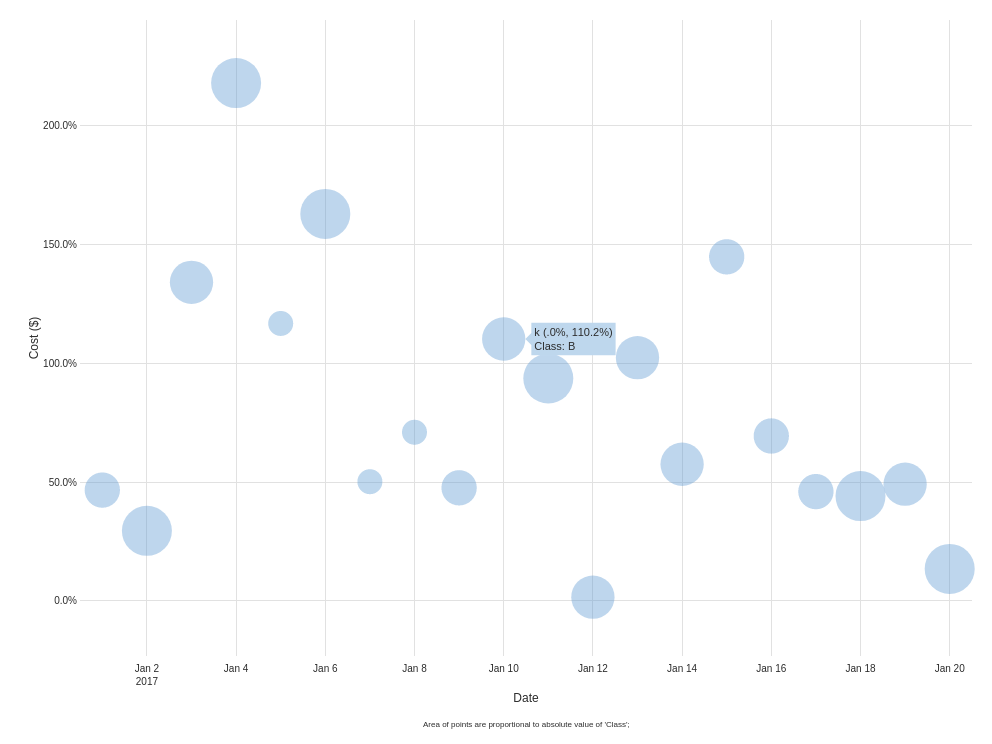 200.0%
150.0%
100.0%
50.0%
0.0%
Cost ($)
k (.0%, 110.2%)
Class: B
Jan 2
2017
Jan 4
Jan 6
Jan 8
Jan 10
Jan 12
Jan 14
Jan 16
Jan 18
Jan 20
Date
Area of points are proportional to absolute value of 'Class';